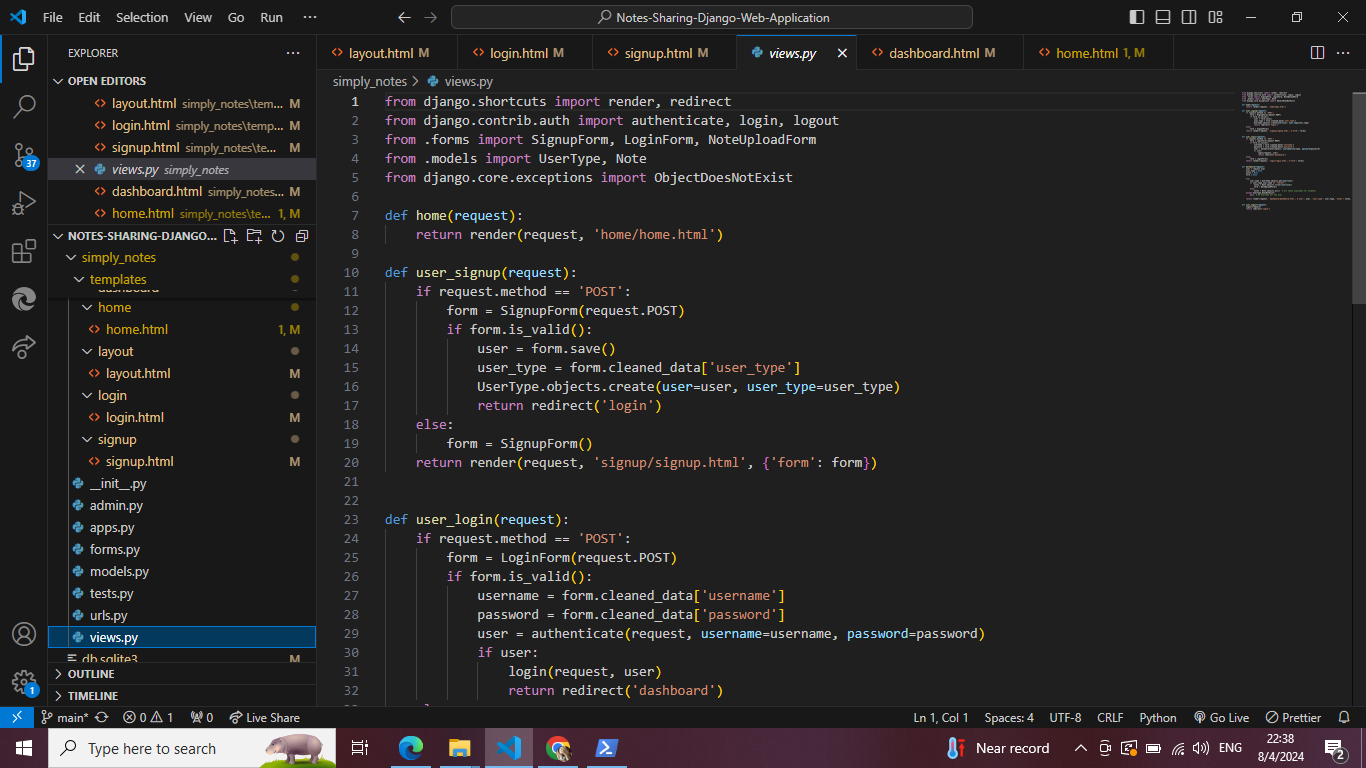 File Edit Selection View Go Run ··· Notes-Sharing-Django-Web-Application
EXPLORER ···
OPEN EDITORS
layout.html simply_notes\tem... M
login.html simply_notes\temp... M
signup.html simply_notes\te... M
views.py simply_notes
dashboard.html simply_notes... M
home.html simply_notes\te... 1, M
NOTES-SHARING-DJANGO...
simply_notes
templates
dashboard
home
home.html 1, M
layout
layout.html M
login
login.html M
signup
signup.html M
__init__.py
admin.py
apps.py
forms.py
models.py
tests.py
urls.py
views.py
db.sqlite3 M
OUTLINE
TIMELINE
37
1
layout.html M login.html M signup.html M views.py dashboard.html M home.html 1, M ···
simply_notes > views.py
1 from django.shortcuts import render, redirect
2 from django.contrib.auth import authenticate, login, logout
3 from .forms import SignupForm, LoginForm, NoteUploadForm
4 from .models import UserType, Note
5 from django.core.exceptions import ObjectDoesNotExist
6
7 def home(request):
8     return render(request, 'home/home.html')
9
10 def user_signup(request):
11     if request.method == 'POST':
12         form = SignupForm(request.POST)
13         if form.is_valid():
14             user = form.save()
15             user_type = form.cleaned_data['user_type']
16             UserType.objects.create(user=user, user_type=user_type)
17             return redirect('login')
18     else:
19         form = SignupForm()
20     return render(request, 'signup/signup.html', {'form': form})
21
22
23 def user_login(request):
24     if request.method == 'POST':
25         form = LoginForm(request.POST)
26         if form.is_valid():
27             username = form.cleaned_data['username']
28             password = form.cleaned_data['password']
29             user = authenticate(request, username=username, password=password)
30             if user:
31                 login(request, user)
32                 return redirect('dashboard')
main* 0 1 0 Live Share Ln 1, Col 1 Spaces: 4 UTF-8 CRLF Python Go Live Prettier
Type here to search Near record ENG 22:38
8/4/2024 2